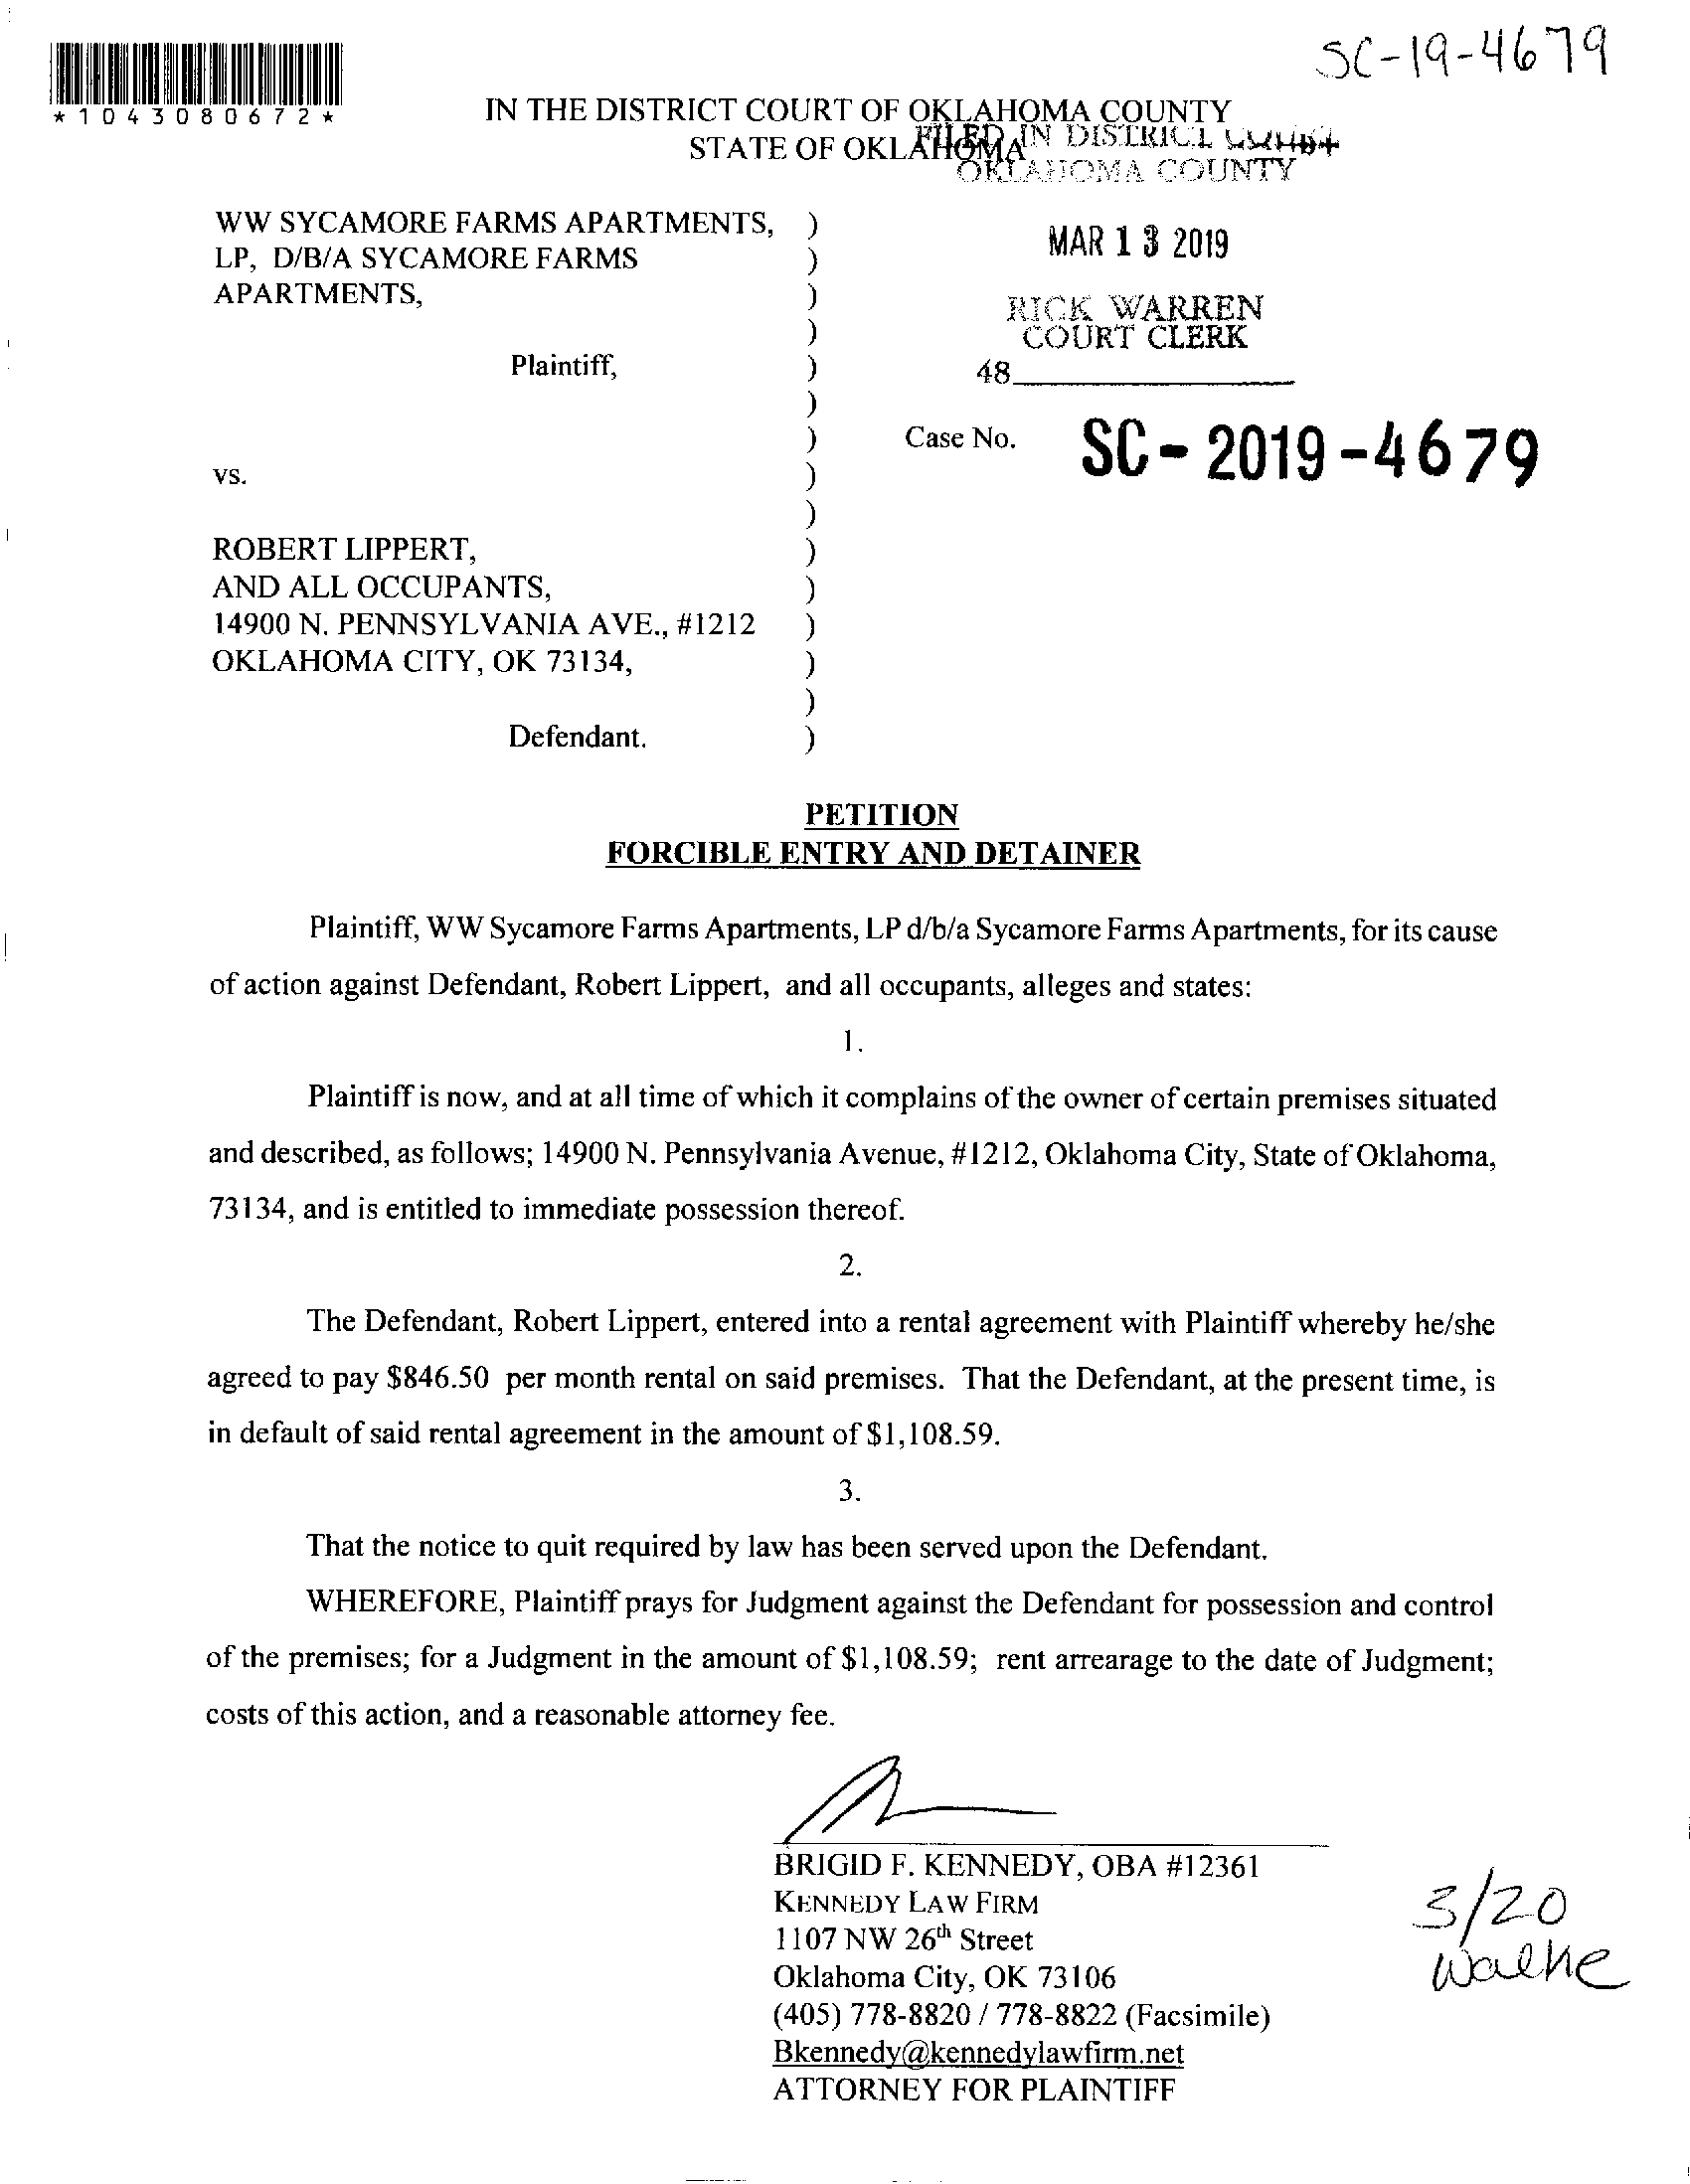 SC-19-4679
*1043080672*
IN THE DISTRICT COURT OF OKLAHOMA COUNTY
STATE OF OKLAHOMA
FILED IN DISTRICT COURT
OKLAHOMA COUNTY
WW SYCAMORE FARMS APARTMENTS, )
LP, D/B/A SYCAMORE FARMS )
APARTMENTS, )
)
Plaintiff, )
)
)
vs. )
)
ROBERT LIPPERT, )
AND ALL OCCUPANTS, )
14900 N. PENNSYLVANIA AVE., #1212 )
OKLAHOMA CITY, OK 73134, )
)
Defendant. )
MAR 13 2019
RICK WARREN
COURT CLERK
48
Case No. SC-2019-4679
PETITION
FORCIBLE ENTRY AND DETAINER
Plaintiff, WW Sycamore Farms Apartments, LP d/b/a Sycamore Farms Apartments, for its cause
of action against Defendant, Robert Lippert, and all occupants, alleges and states:
1.
Plaintiff is now, and at all time of which it complains of the owner of certain premises situated
and described, as follows; 14900 N. Pennsylvania Avenue, #1212, Oklahoma City, State of Oklahoma,
73134, and is entitled to immediate possession thereof.
2.
The Defendant, Robert Lippert, entered into a rental agreement with Plaintiff whereby he/she
agreed to pay $846.50 per month rental on said premises. That the Defendant, at the present time, is
in default of said rental agreement in the amount of $1,108.59.
3.
That the notice to quit required by law has been served upon the Defendant.
WHEREFORE, Plaintiff prays for Judgment against the Defendant for possession and control
of the premises; for a Judgment in the amount of $1,108.59; rent arrearage to the date of Judgment;
costs of this action, and a reasonable attorney fee.
BRIGID F. KENNEDY, OBA #12361
KENNEDY LAW FIRM
1107 NW 26th Street
Oklahoma City, OK 73106
(405) 778-8820 / 778-8822 (Facsimile)
Bkennedy@kennedylawfirm.net
ATTORNEY FOR PLAINTIFF
3/20
Walke